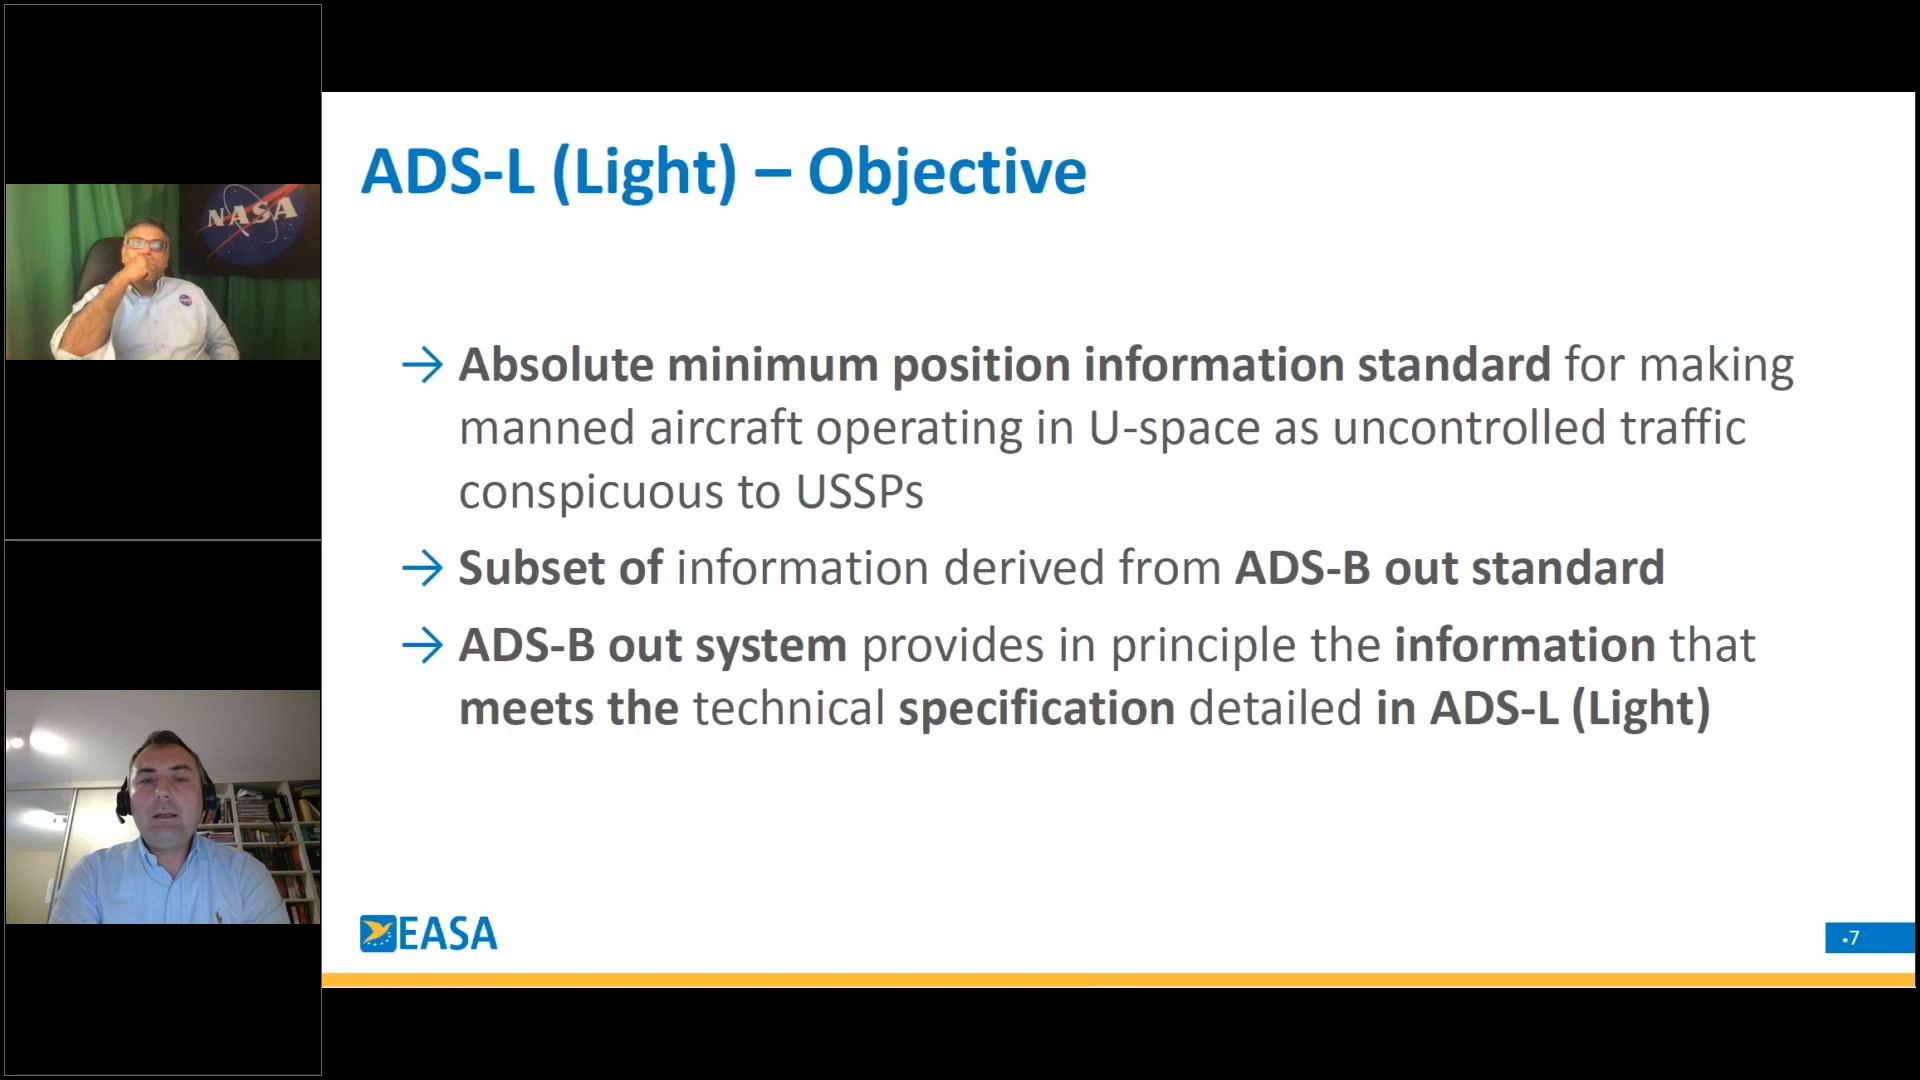 ADS-L (Light) – Objective
NASA
→ Absolute minimum position information standard for making
manned aircraft operating in U-space as uncontrolled traffic
conspicuous to USSPs
→ Subset of information derived from ADS-B out standard
→ ADS-B out system provides in principle the information that
meets the technical specification detailed in ADS-L (Light)
EASA
•7